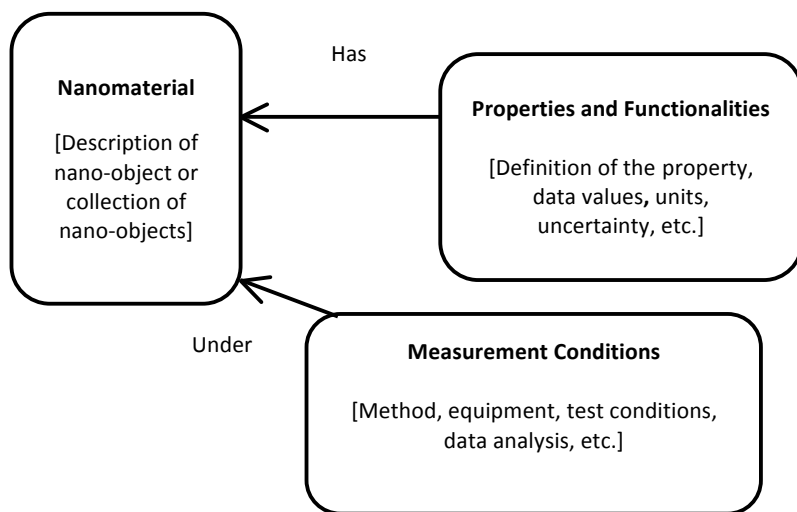 Has
Nanomaterial
[Description of
nano-object or
collection of
nano-objects]
Properties and Functionalities
[Definition of the property,
data values, units,
uncertainty, etc.]
Under
Measurement Conditions
[Method, equipment, test conditions,
data analysis, etc.]